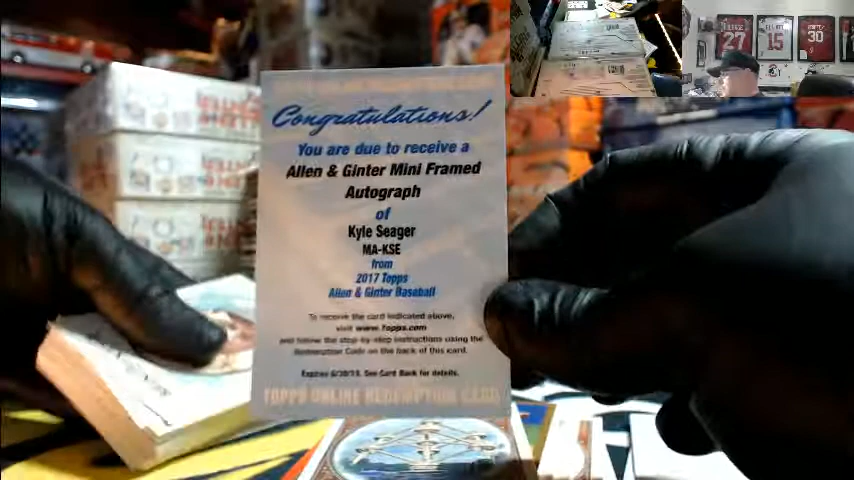 Congratulations!
You are due to receive a
Allen & Ginter Mini Framed
Autograph
of
Kyle Seager
MA-KSE
from
2017 Topps
Allen & Ginter Baseball
To receive the card indicated above,
visit www.Topps.com
and follow the step-by-step instructions using the
Redemption Code on the back of this card.
Expires 6/30/19. See Card Back for details.
TOPPS ONLINE REDEMPTION CARD
27
15
30